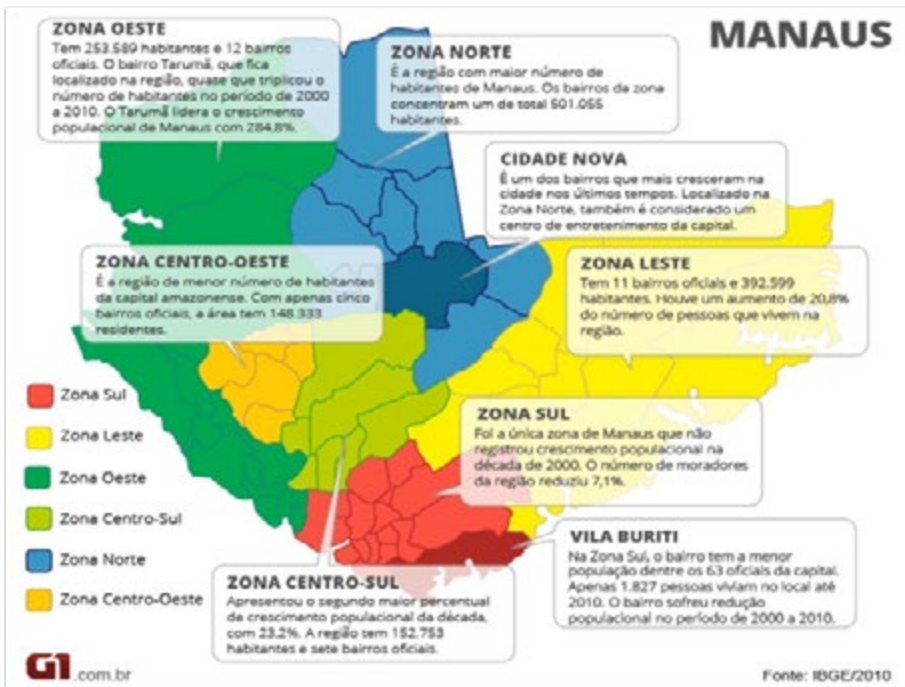 MANAUS
ZONA OESTE
Tem 253.589 habitantes e 12 bairros
oficiais. O bairro Tarumã, que fica
localizado na região, quase que triplicou o
número de habitantes no período de 2000
a 2010. O Tarumã lidera o crescimento
populacional de Manaus com 284,8%.
ZONA NORTE
É a região com maior número de
habitantes de Manaus. Os bairros da zona
concentram um de total 501.055
habitantes.
CIDADE NOVA
É um dos bairros que mais cresceram na
cidade nos últimos tempos. Localizado na
Zona Norte, também é considerado um
centro de entretenimento da capital.
ZONA CENTRO-OESTE
É a região de menor número de habitantes
da capital amazonense. Com apenas cinco
bairros oficiais, a área tem 148.333
residentes.
ZONA LESTE
Tem 11 bairros oficiais e 392.599
habitantes. Houve um aumento de 20,8%
do número de pessoas que vivem na
região.
Zona Sul
Zona Leste
Zona Oeste
Zona Centro-Sul
Zona Norte
Zona Centro-Oeste
ZONA SUL
Foi a única zona de Manaus que não
registrou crescimento populacional na
década de 2000. O número de moradores
da região reduziu 7,1%.
VILA BURITI
Na Zona Sul, o bairro tem a menor
população dentre os 63 oficiais da capital.
Apenas 1.827 pessoas viviam no local até
2010. O bairro sofreu redução
populacional no período de 2000 a 2010.
ZONA CENTRO-SUL
Apresentou o segundo maior percentual
de crescimento populacional da década,
com 23,2%. A região tem 152.753
habitantes e sete bairros oficiais.
G1.com.br
Fonte: IBGE/2010